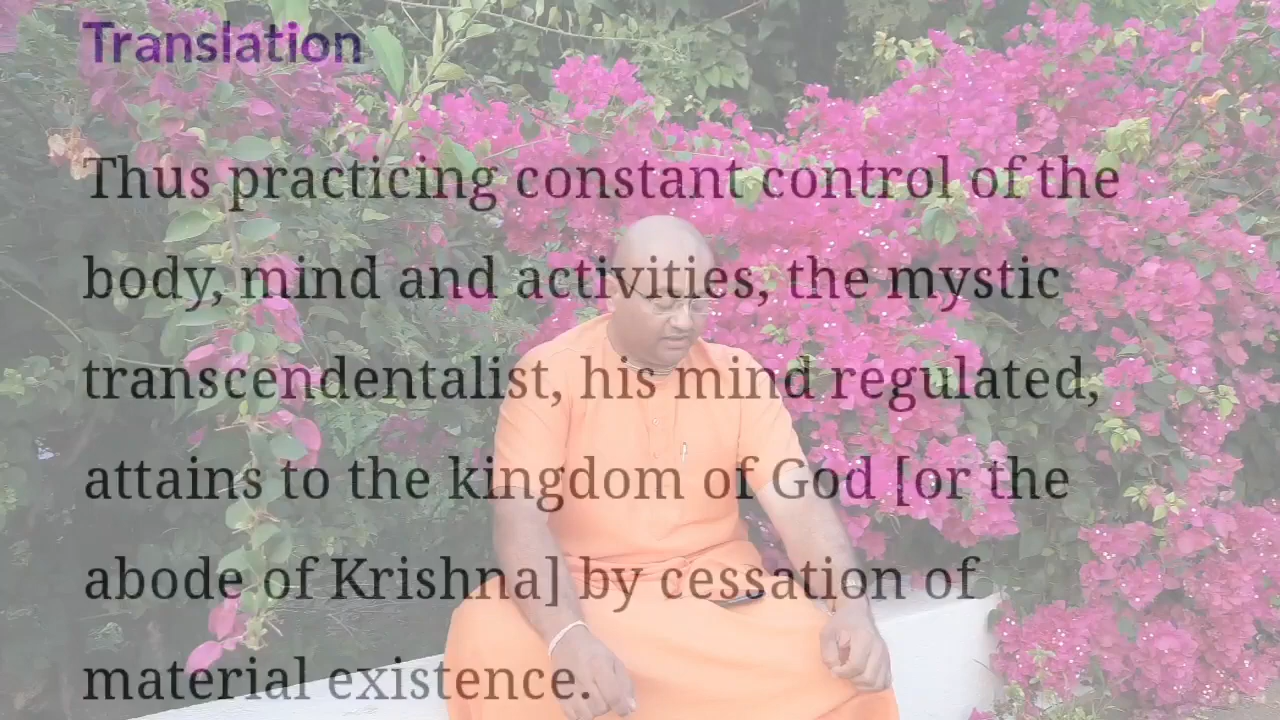 Translation
Thus practicing constant control of the
body, mind and activities, the mystic
transcendentalist, his mind regulated,
attains to the kingdom of God [or the
abode of Krishna] by cessation of
material existence.